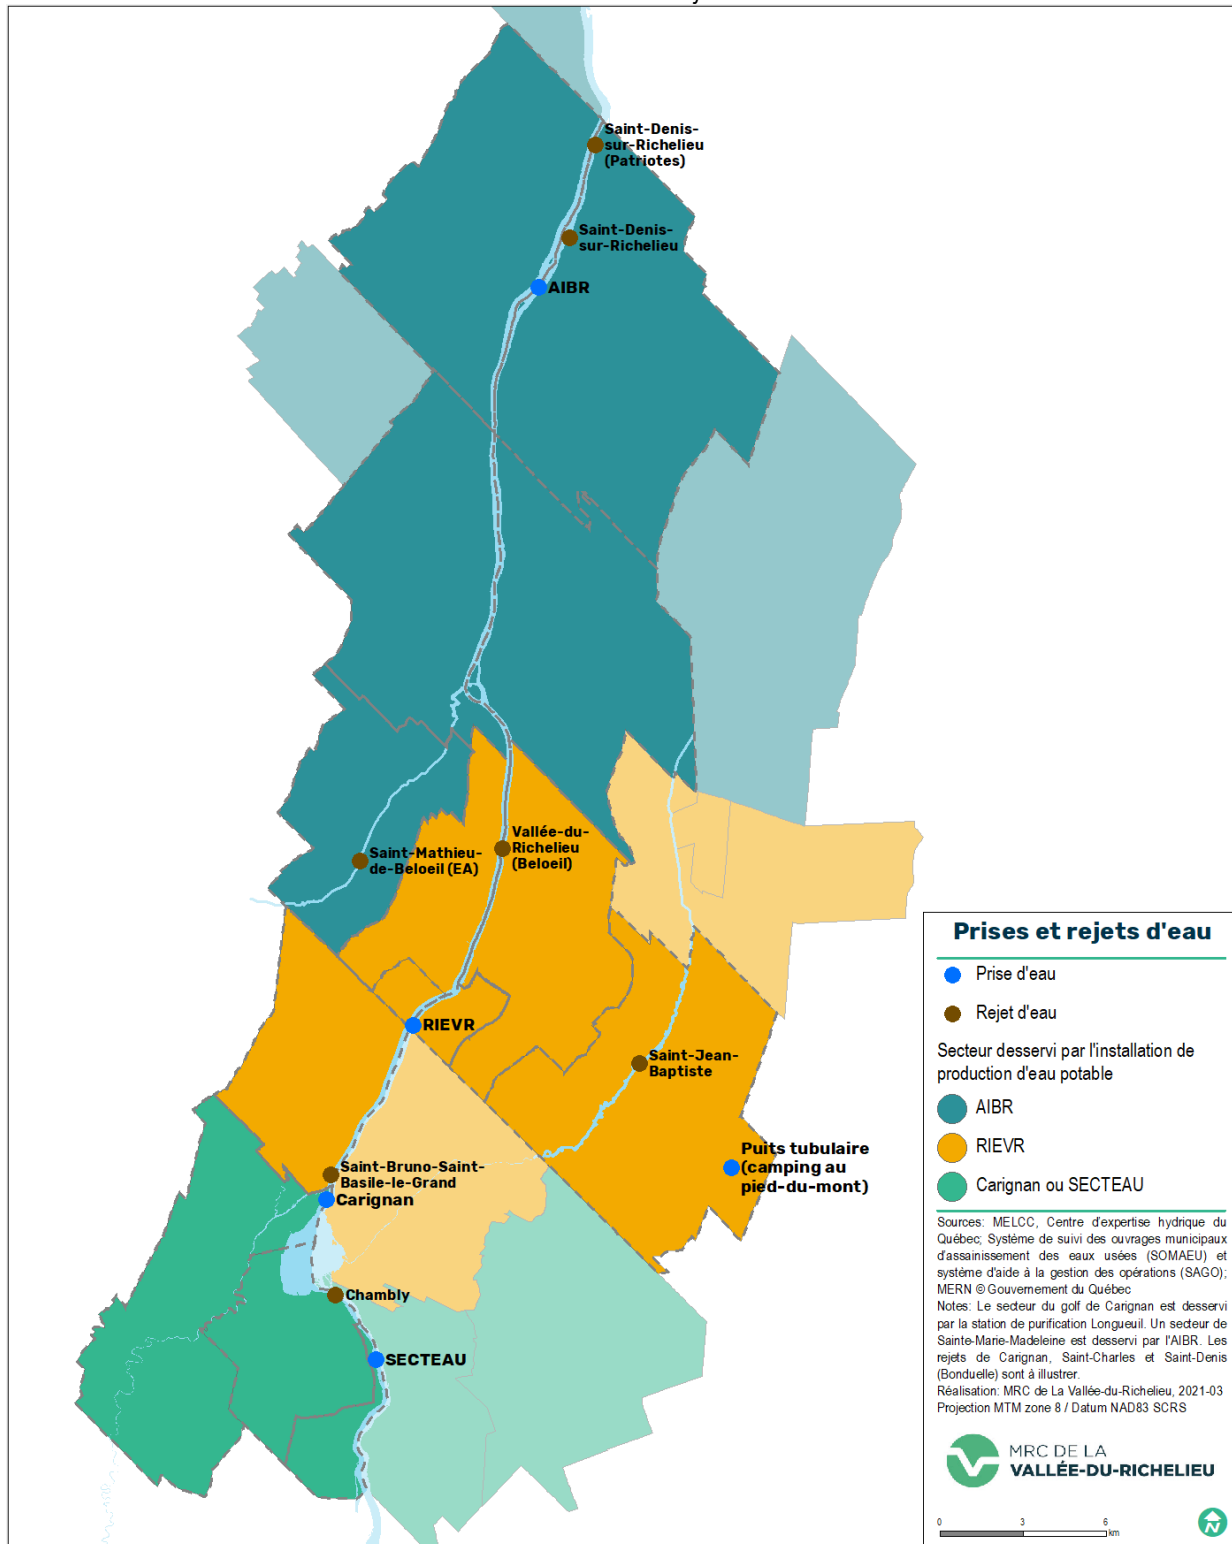 Saint-Denis-
sur-Richelieu
(Patriotes)
Saint-Denis-
sur-Richelieu
AIBR
Vallée-du-
Richelieu
(Beloeil)
Saint-Mathieu-
de-Beloeil (EA)
RIEVR
Saint-Jean-
Baptiste
Puits tubulaire
(camping au
pied-du-mont)
Saint-Bruno-Saint-
Basile-le-Grand
Carignan
Chambly
SECTEAU
Prises et rejets d'eau
Prise d'eau
Rejet d'eau
Secteur desservi par l'installation de
production d'eau potable
AIBR
RIEVR
Carignan ou SECTEAU
Sources: MELCC, Centre d'expertise hydrique du
Québec; Système de suivi des ouvrages municipaux
d'assainissement des eaux usées (SOMAEU) et
système d'aide à la gestion des opérations (SAGO);
MERN © Gouvernement du Québec
Notes: Le secteur du golf de Carignan est desservi
par la station de purification Longueuil. Un secteur de
Sainte-Marie-Madeleine est desservi par l'AIBR. Les
rejets de Carignan, Saint-Charles et Saint-Denis
(Bonduelle) sont à illustrer.
Réalisation: MRC de La Vallée-du-Richelieu, 2021-03
Projection MTM zone 8 / Datum NAD83 SCRS
MRC DE LA
VALLÉE-DU-RICHELIEU
0 3 6
km
N